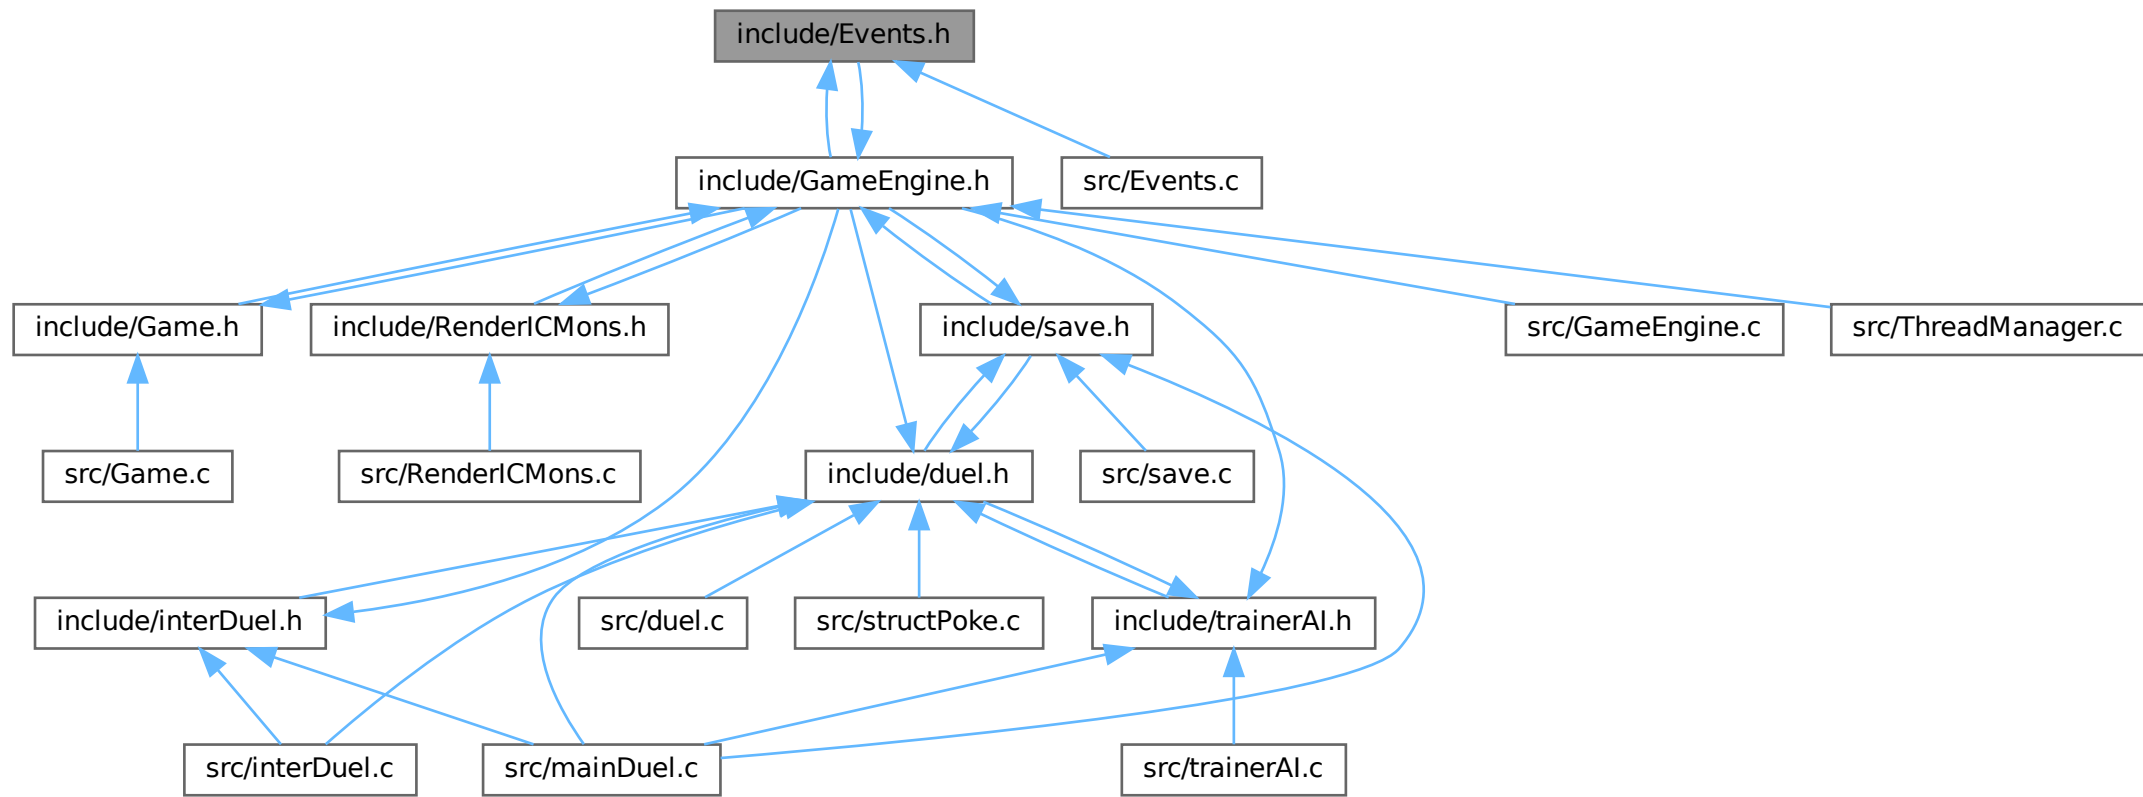 include/Events.h
include/GameEngine.h
src/Events.c
include/Game.h
include/RenderICMons.h
include/save.h
src/GameEngine.c
src/ThreadManager.c
src/Game.c
src/RenderICMons.c
include/duel.h
src/save.c
include/interDuel.h
src/duel.c
src/structPoke.c
include/trainerAI.h
src/interDuel.c
src/mainDuel.c
src/trainerAI.c